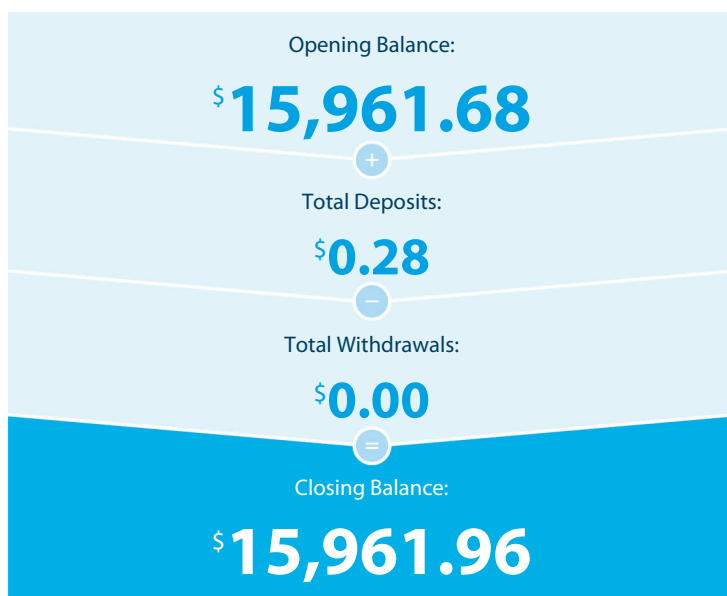 Opening Balance:
$15,961.68
+
Total Deposits:
$0.28
−
Total Withdrawals:
$0.00
=
Closing Balance:
$15,961.96